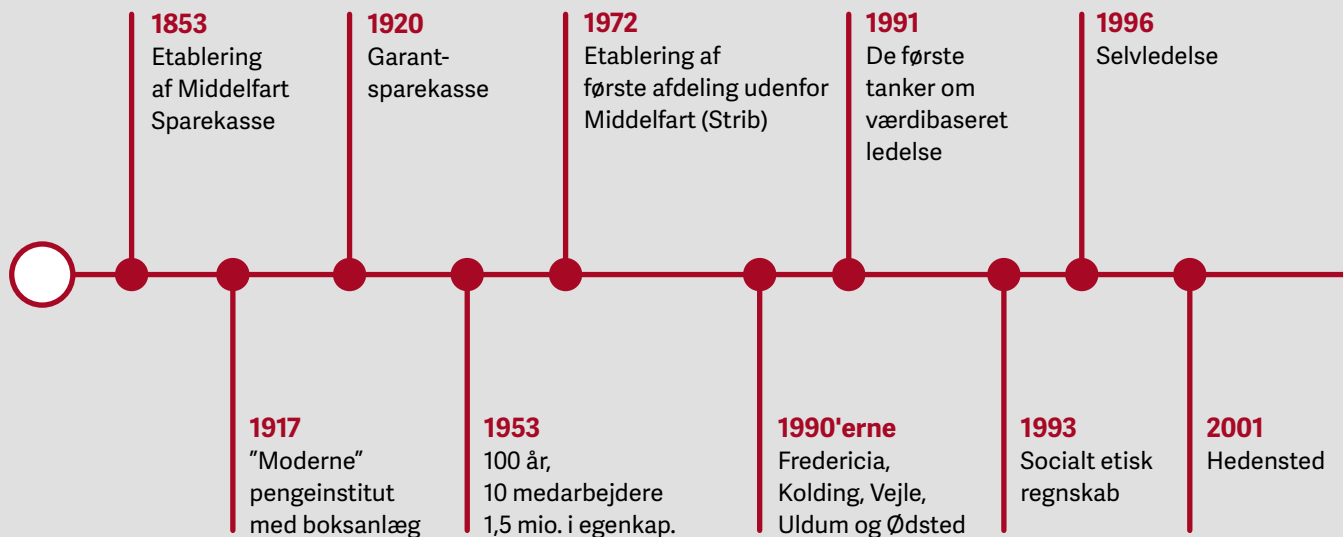 1853
Etablering
af Middelfart
Sparekasse
1920
Garant-
sparekasse
1972
Etablering af
første afdeling udenfor
Middelfart (Strib)
1991
De første
tanker om
værdibaseret
ledelse
1996
Selvledelse
1917
”Moderne”
pengeinstitut
med boksanlæg
1953
100 år,
10 medarbejdere
1,5 mio. i egenkap.
1990'erne
Fredericia,
Kolding, Vejle,
Uldum og Ødsted
1993
Socialt etisk
regnskab
2001
Hedensted